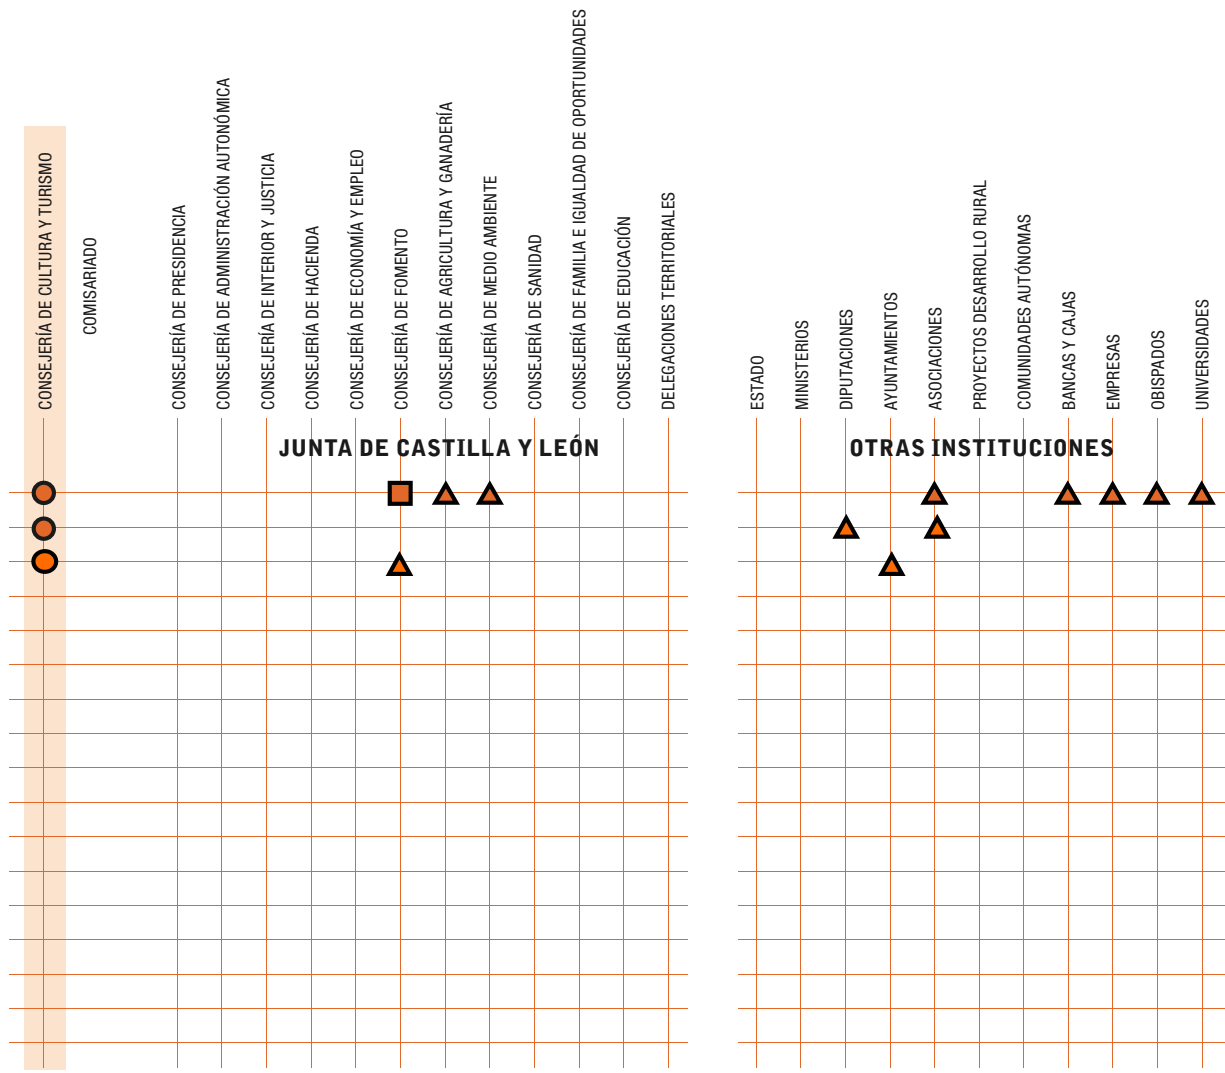 CONSEJERÍA DE CULTURA Y TURISMO
COMISARIADO
CONSEJERÍA DE PRESIDENCIA
CONSEJERÍA DE ADMINISTRACIÓN AUTONÓMICA
CONSEJERÍA DE INTERIOR Y JUSTICIA
CONSEJERÍA DE HACIENDA
CONSEJERÍA DE ECONOMÍA Y EMPLEO
CONSEJERÍA DE FOMENTO
CONSEJERÍA DE AGRICULTURA Y GANADERÍA
CONSEJERÍA DE MEDIO AMBIENTE
CONSEJERÍA DE SANIDAD
CONSEJERÍA DE FAMILIA E IGUALDAD DE OPORTUNIDADES
CONSEJERÍA DE EDUCACIÓN
DELEGACIONES TERRITORIALES
ESTADO
MINISTERIOS
DIPUTACIONES
AYUNTAMIENTOS
ASOCIACIONES
PROYECTOS DESARROLLO RURAL
COMUNIDADES AUTÓNOMAS
BANCAS Y CAJAS
EMPRESAS
OBISPADOS
UNIVERSIDADES
JUNTA DE CASTILLA Y LEÓN
OTRAS INSTITUCIONES